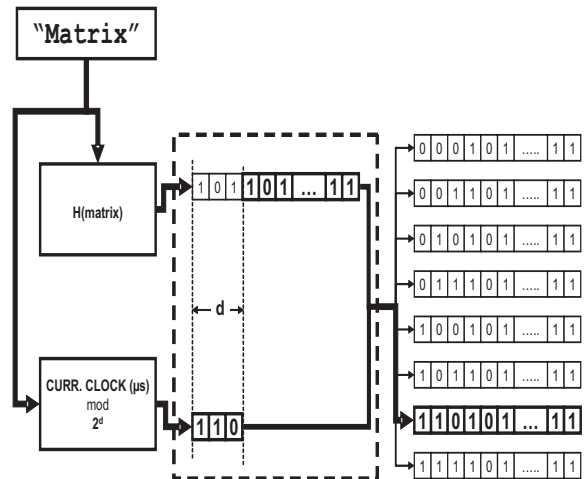 “Matrix”
H(matrix)
1 0 1 1 0 1 ... 1 1
d
CURR. CLOCK (µs)
mod
2ᵈ
1 1 0
0 0 0 1 0 1 ..... 1 1
0 0 1 1 0 1 ..... 1 1
0 1 0 1 0 1 ..... 1 1
0 1 1 1 0 1 ..... 1 1
1 0 0 1 0 1 ..... 1 1
1 0 1 1 0 1 ..... 1 1
1 1 0 1 0 1 ... 1 1
1 1 1 1 0 1 ..... 1 1